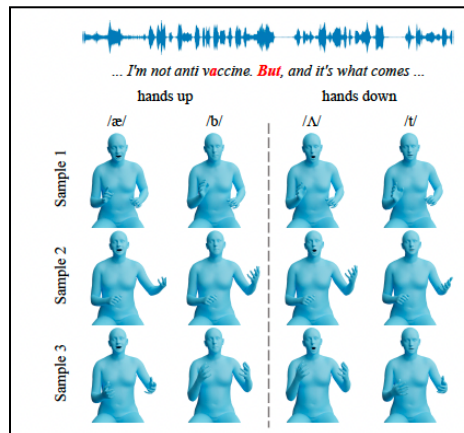 ... I'm not anti vaccine. But, and it's what comes ...
hands up hands down
/æ/ /b/ /Λ/ /t/
Sample 1
Sample 2
Sample 3